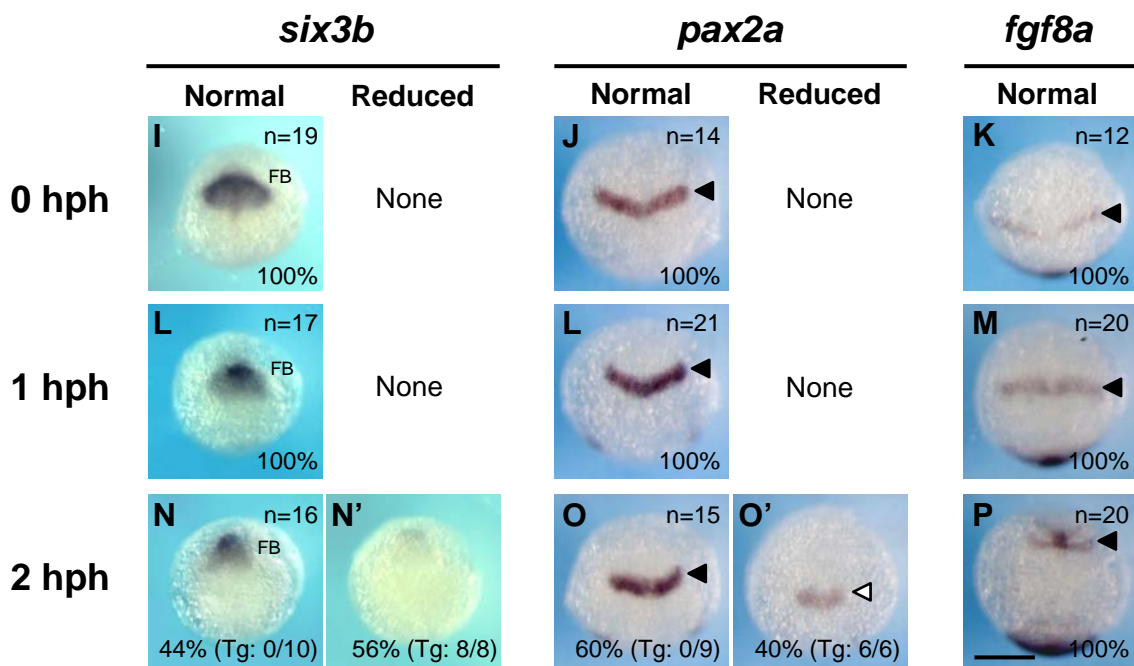 six3b pax2a fgf8a
Normal Reduced Normal Reduced Normal
0 hph
I n=19 FB 100%
None
J n=14 100%
None
K n=12 100%
1 hph
L n=17 FB 100%
None
L n=21 100%
None
M n=20 100%
2 hph
N n=16 FB 44% (Tg: 0/10)
N’ 56% (Tg: 8/8)
O n=15 60% (Tg: 0/9)
O’ 40% (Tg: 6/6)
P n=20 100%